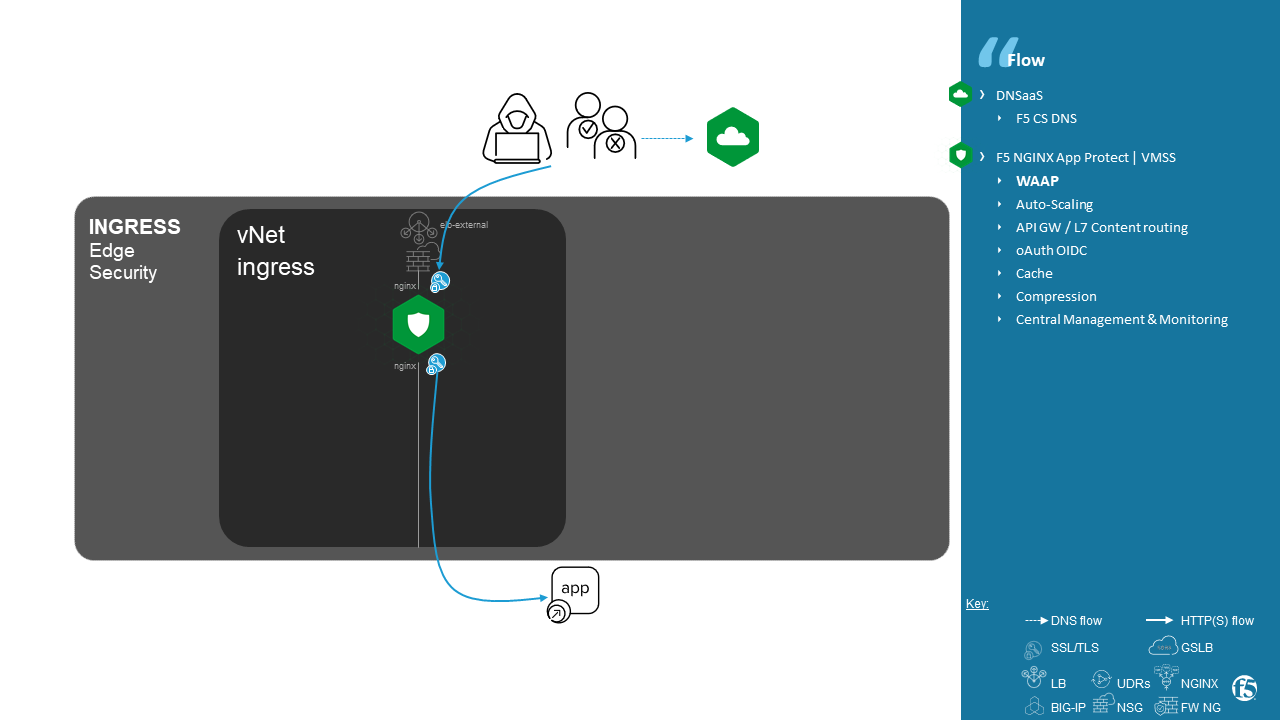 INGRESS
Edge
Security
vNet
ingress
elb-external
nginx
nginx
app
“
Flow
DNSaaS
F5 CS DNS
F5 NGINX App Protect | VMSS
WAAP
Auto-Scaling
API GW / L7 Content routing
oAuth OIDC
Cache
Compression
Central Management & Monitoring
Key:
DNS flow
HTTP(S) flow
SSL/TLS
GSLB
LB
UDRs
NGINX
BIG-IP
NSG
FW NG
f5